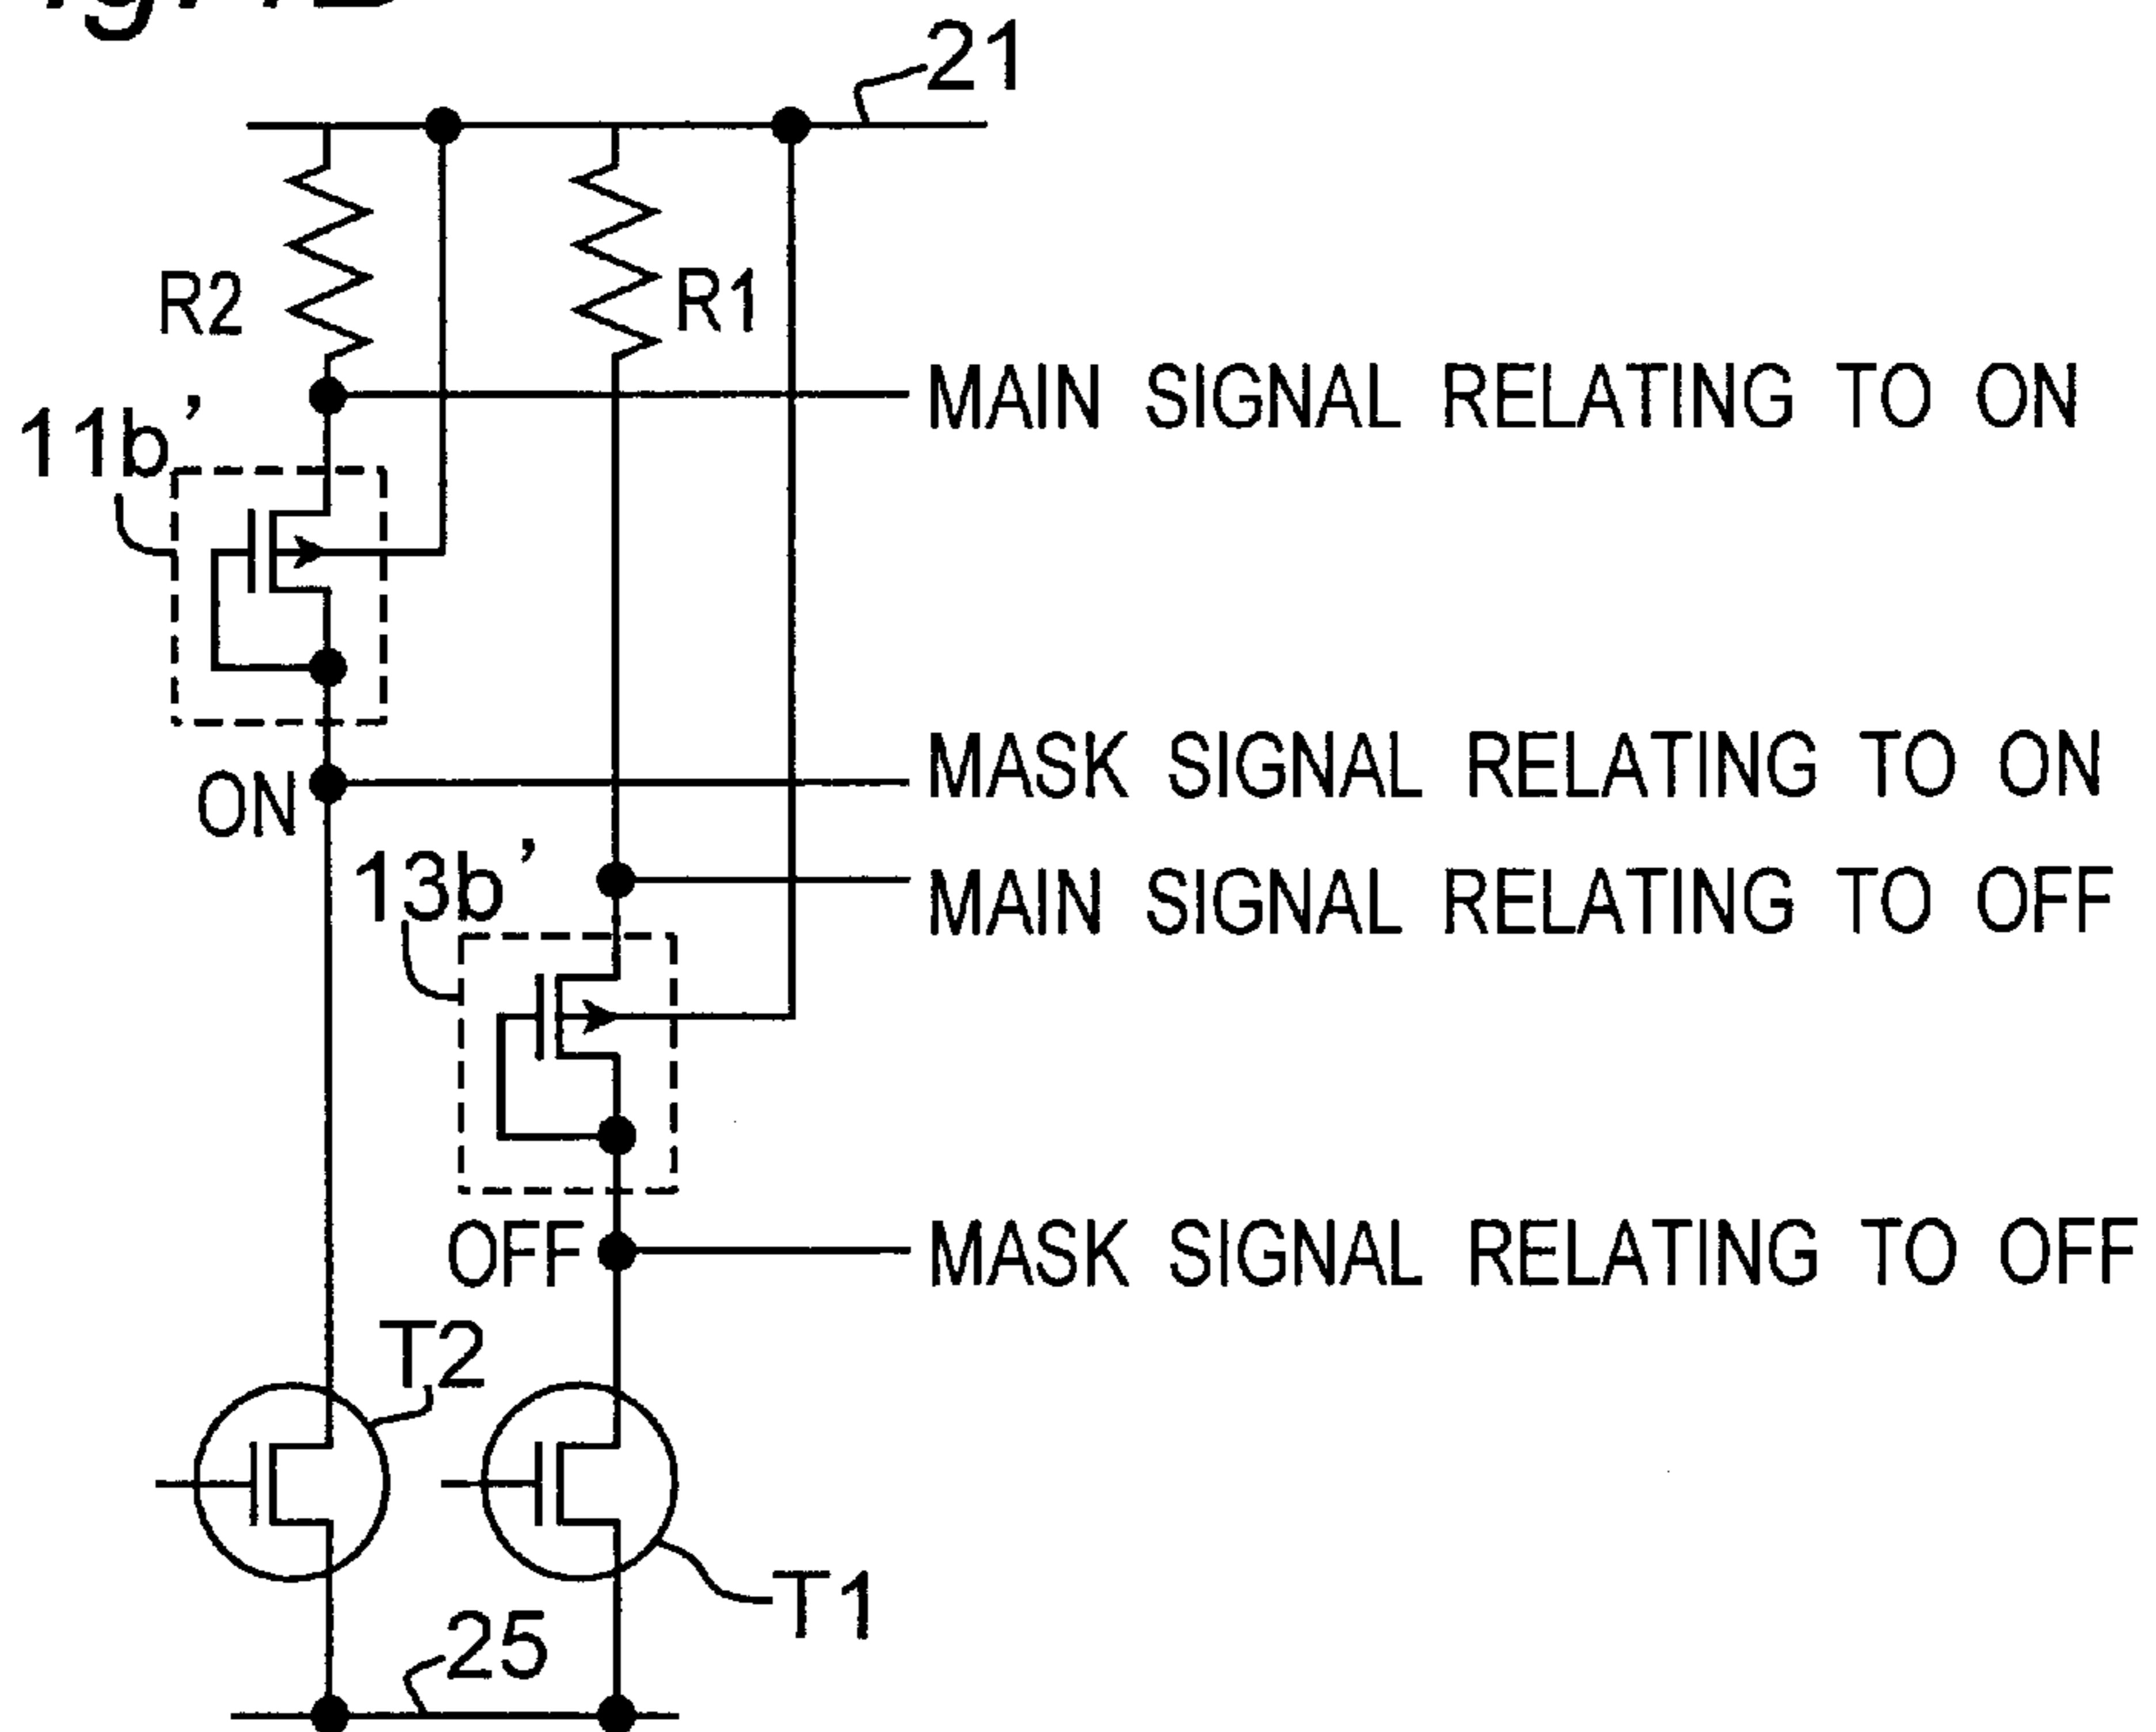 21
R2
R1
MAIN SIGNAL RELATING TO ON
11b’
MASK SIGNAL RELATING TO ON
ON
13b’
MAIN SIGNAL RELATING TO OFF
OFF
MASK SIGNAL RELATING TO OFF
T2
T1
25